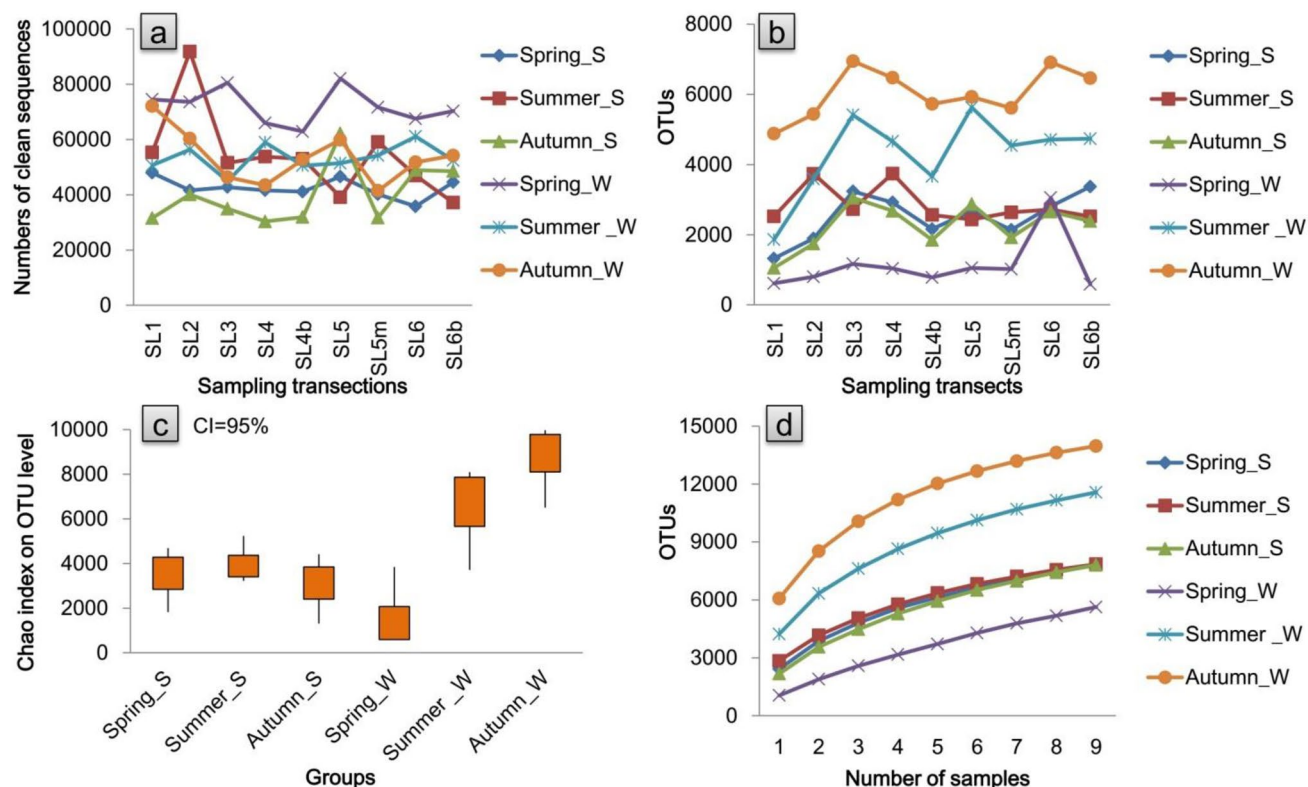 a
Numbers of clean sequences
100000
80000
60000
40000
20000
0
SL1
SL2
SL3
SL4
SL4b
SL5
SL5m
SL6
SL6b
Sampling transections
Spring_S
Summer_S
Autumn_S
Spring_W
Summer _W
Autumn_W
b
OTUs
8000
6000
4000
2000
0
SL1
SL2
SL3
SL4
SL4b
SL5
SL5m
SL6
SL6b
Sampling transects
Spring_S
Summer_S
Autumn_S
Spring_W
Summer _W
Autumn_W
c
CI=95%
Chao index on OTU level
10000
8000
6000
4000
2000
0
Spring_S
Summer_S
Autumn_S
Spring_W
Summer _W
Autumn_W
Groups
d
OTUs
15000
12000
9000
6000
3000
0
1 2 3 4 5 6 7 8 9
Number of samples
Spring_S
Summer_S
Autumn_S
Spring_W
Summer _W
Autumn_W